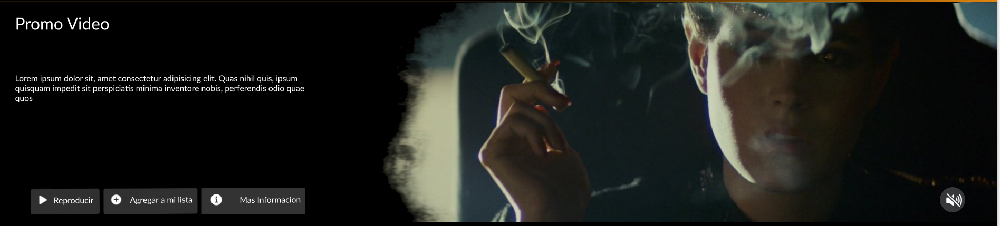 Promo Video
Lorem ipsum dolor sit, amet consectetur adipisicing elit. Quas nihil quis, ipsum
quisquam impedit sit perspiciatis minima inventore nobis, perferendis odio quae
quos
Reproducir
Agregar a mi lista
Mas Informacion